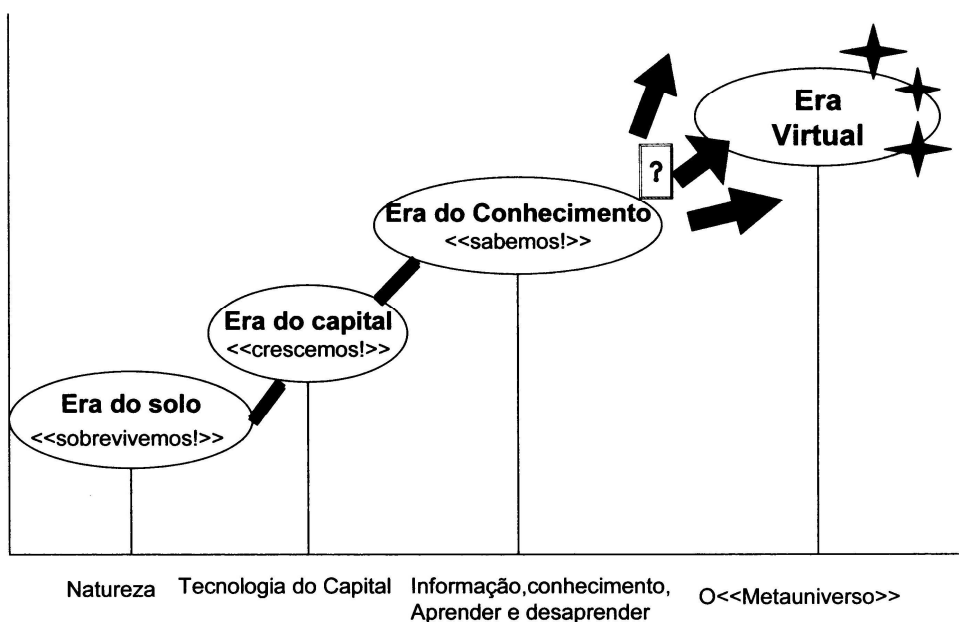 Era
Virtual
?
Era do Conhecimento
<<sabemos!>>
Era do capital
<<crescemos!>>
Era do solo
<<sobrevivemos!>>
Natureza
Tecnologia do Capital
Informação,conhecimento,
Aprender e desaprender
O<<Metauniverso>>